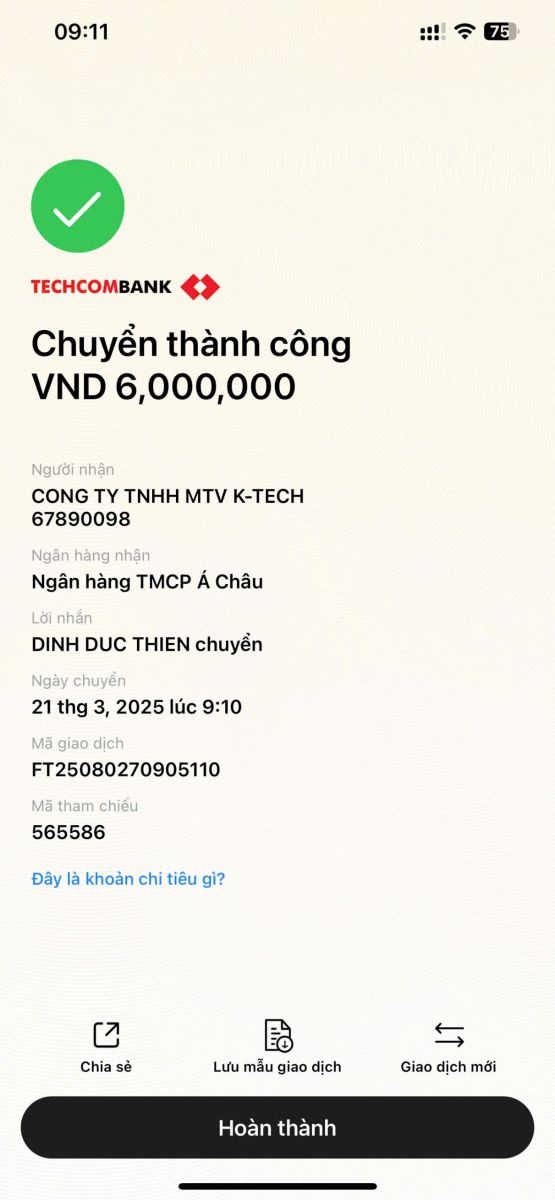 09:11
75
TECHCOMBANK
Chuyển thành công
VND 6,000,000
Người nhận
CONG TY TNHH MTV K-TECH
67890098
Ngân hàng nhận
Ngân hàng TMCP Á Châu
Lời nhắn
DINH DUC THIEN chuyển
Ngày chuyển
21 thg 3, 2025 lúc 9:10
Mã giao dịch
FT25080270905110
Mã tham chiếu
565586
Đây là khoản chi tiêu gì?
Chia sẻ
Lưu mẫu giao dịch
Giao dịch mới
Hoàn thành